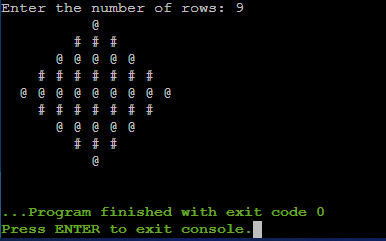 Enter the number of rows: 9
          @
        # # #
      @ @ @ @ @
    # # # # # # #
  @ @ @ @ @ @ @ @ @
    # # # # # # #
      @ @ @ @ @
        # # #
          @
...Program finished with exit code 0
Press ENTER to exit console.